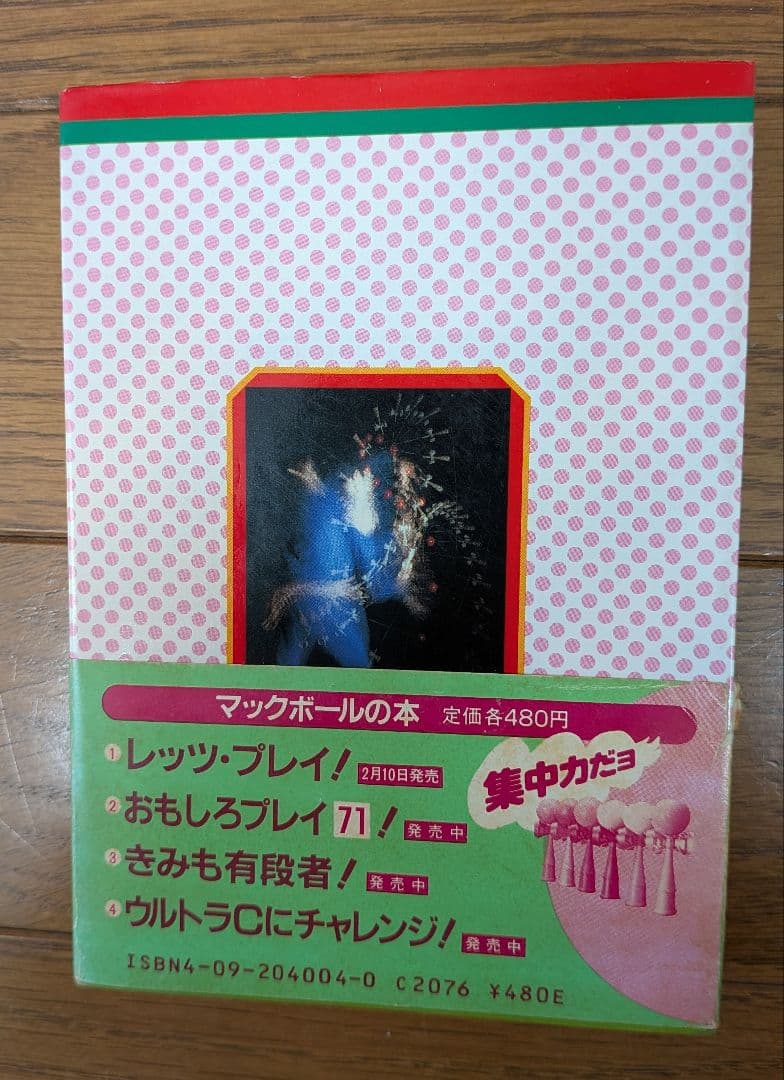 マックボールの本 定価各480円
1 レッツ・プレイ! 2月10日発売
2 おもしろプレイ71! 発売中
3 きみも有段者! 発売中
4 ウルトラCにチャレンジ! 発売中
集中力だョ
ISBN4-09-204004-0 C2076 ¥480E